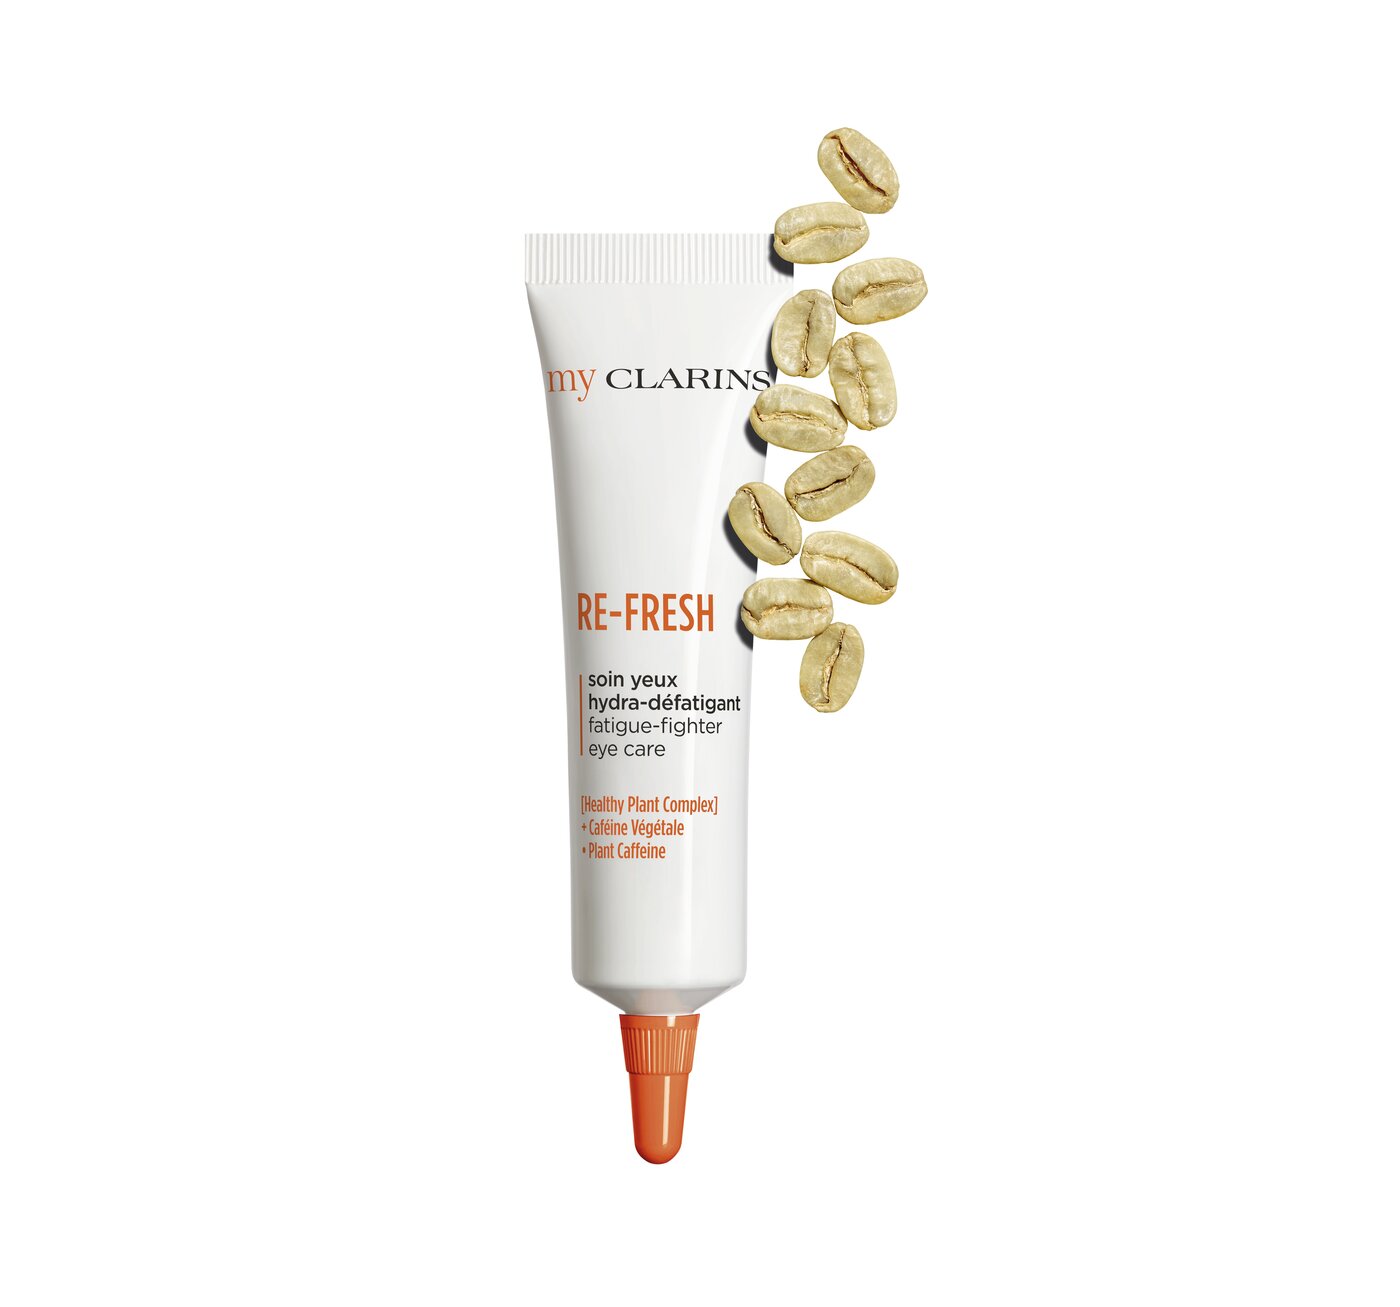 my CLARINS
RE-FRESH
soin yeux
hydra-défatigant
fatigue-fighter
eye care
[Healthy Plant Complex]
+ Caféine Végétale
• Plant Caffeine